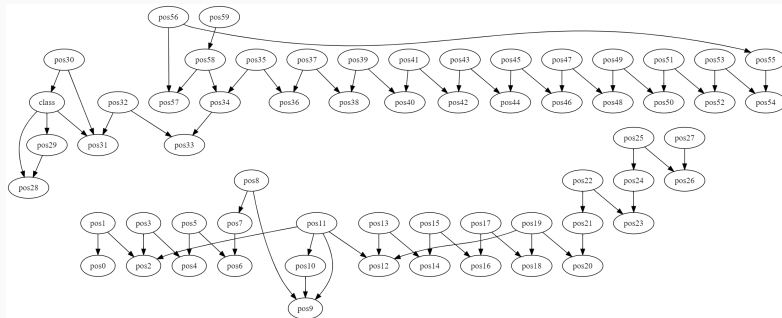 pos56 pos59
pos30 pos58 pos35 pos37 pos39 pos41 pos43 pos45 pos47 pos49 pos51 pos53 pos55
class pos32 pos57 pos34 pos36 pos38 pos40 pos42 pos44 pos46 pos48 pos50 pos52 pos54
pos29 pos31 pos33 pos25 pos27
pos28 pos8 pos22 pos24 pos26
pos1 pos3 pos5 pos7 pos11 pos13 pos15 pos17 pos19 pos21 pos23
pos0 pos2 pos4 pos6 pos10 pos12 pos14 pos16 pos18 pos20
pos9